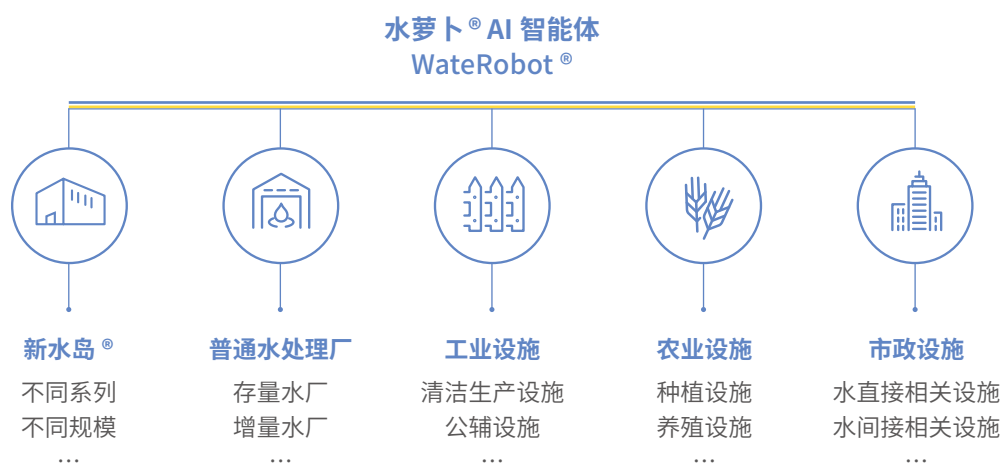 水萝卜® AI 智能体
WateRobot ®
新水岛 ®
不同系列
不同规模
...
普通水处理厂
存量水厂
增量水厂
...
工业设施
清洁生产设施
公辅设施
...
农业设施
种植设施
养殖设施
...
市政设施
水直接相关设施
水间接相关设施
...